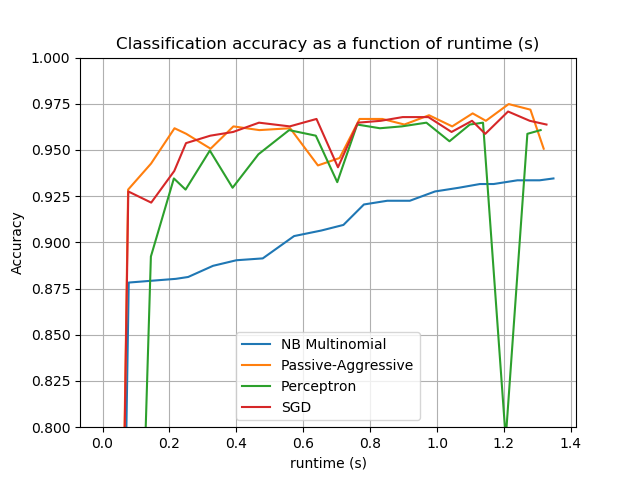 Classification accuracy as a function of runtime (s)
1.000
0.975
0.950
0.925
0.900
0.875
0.850
0.825
0.800
Accuracy
NB Multinomial
Passive-Aggressive
Perceptron
SGD
0.0 0.2 0.4 0.6 0.8 1.0 1.2 1.4
runtime (s)